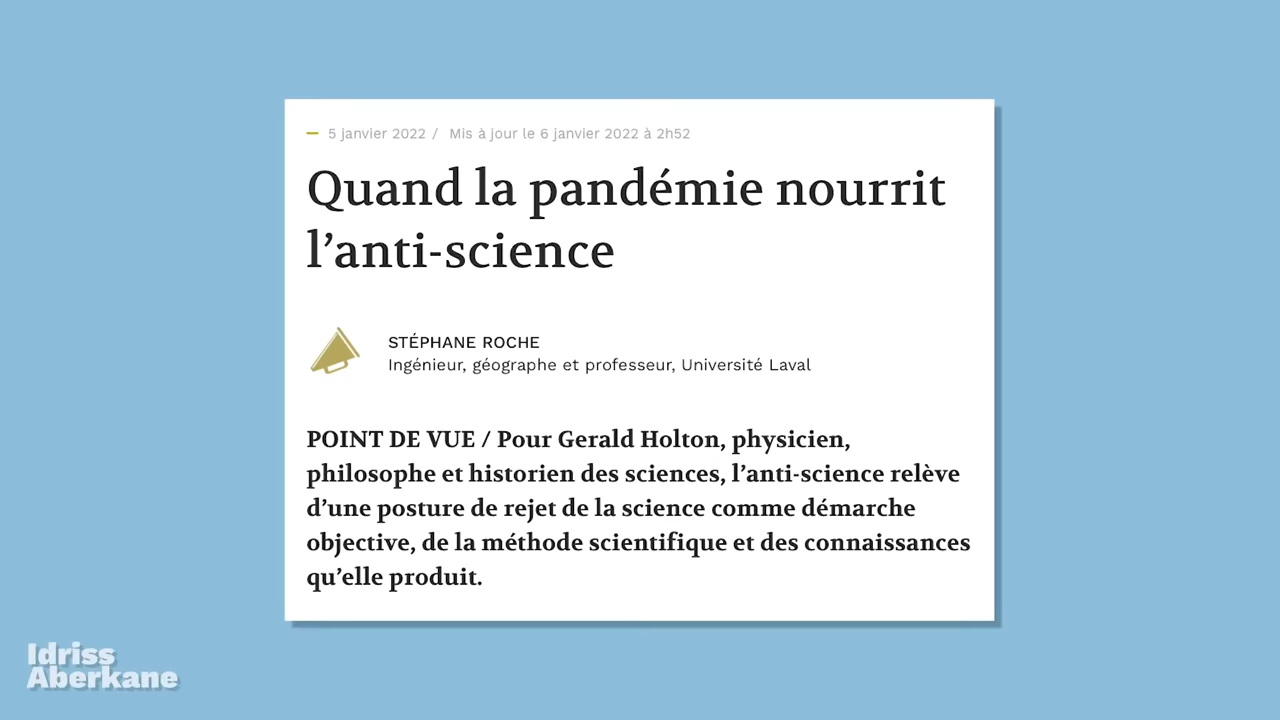 5 janvier 2022 / Mis à jour le 6 janvier 2022 à 2h52
Quand la pandémie nourrit
l’anti-science
STÉPHANE ROCHE
Ingénieur, géographe et professeur, Université Laval
POINT DE VUE / Pour Gerald Holton, physicien,
philosophe et historien des sciences, l’anti-science relève
d’une posture de rejet de la science comme démarche
objective, de la méthode scientifique et des connaissances
qu’elle produit.
Idriss
Aberkane